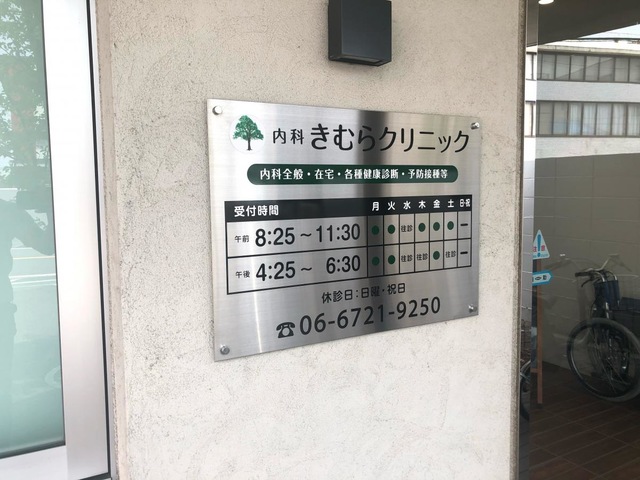 内科 きむらクリニック
内科全般・在宅・各種健康診断・予防接種等
受付時間 月 火 水 木 金 土 日・祝
午前 8:25～11:30 ● ● 往診 ● ● ● ー
午後 4:25～ 6:30 ● ● 往診 往診 ● 往診 ー
休診日:日曜・祝日
☎06-6721-9250